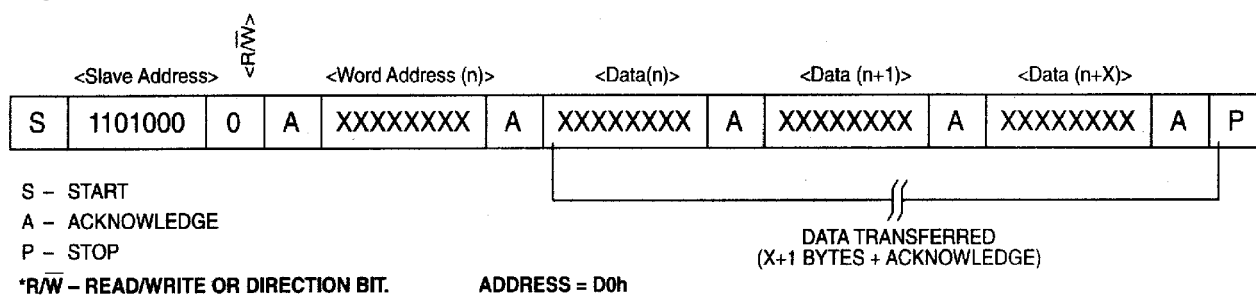 <R/W̅>
<Slave Address> <Word Address (n)> <Data(n)> <Data (n+1)> <Data (n+X)>
S 1101000 0 A XXXXXXXX A XXXXXXXX A XXXXXXXX A XXXXXXXX A P
S – START
A – ACKNOWLEDGE
P – STOP
*R/W̅ – READ/WRITE OR DIRECTION BIT. ADDRESS = D0h
DATA TRANSFERRED
(X+1 BYTES + ACKNOWLEDGE)